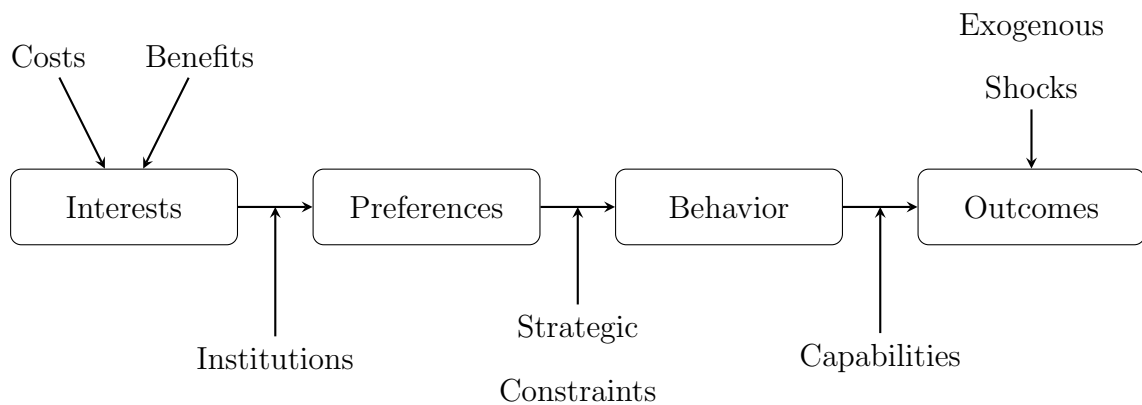 Exogenous
Costs
Benefits
Shocks
Interests
Preferences
Behavior
Outcomes
Strategic
Institutions
Capabilities
Constraints